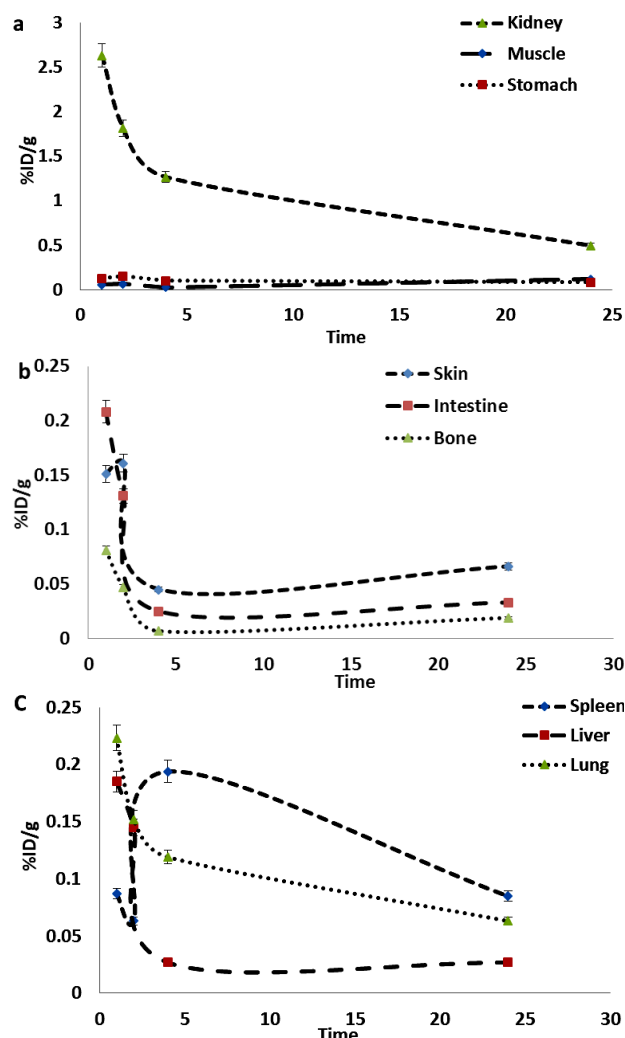 a
3
2.5
2
1.5
1
0.5
0
%ID/g
Kidney
Muscle
Stomach
0 5 10 15 20 25
Time
b
0.25
0.2
0.15
0.1
0.05
0
%ID/g
Skin
Intestine
Bone
0 5 10 15 20 25 30
Time
C
0.25
0.2
0.15
0.1
0.05
0
%ID/g
Spleen
Liver
Lung
0 5 10 15 20 25 30
Time